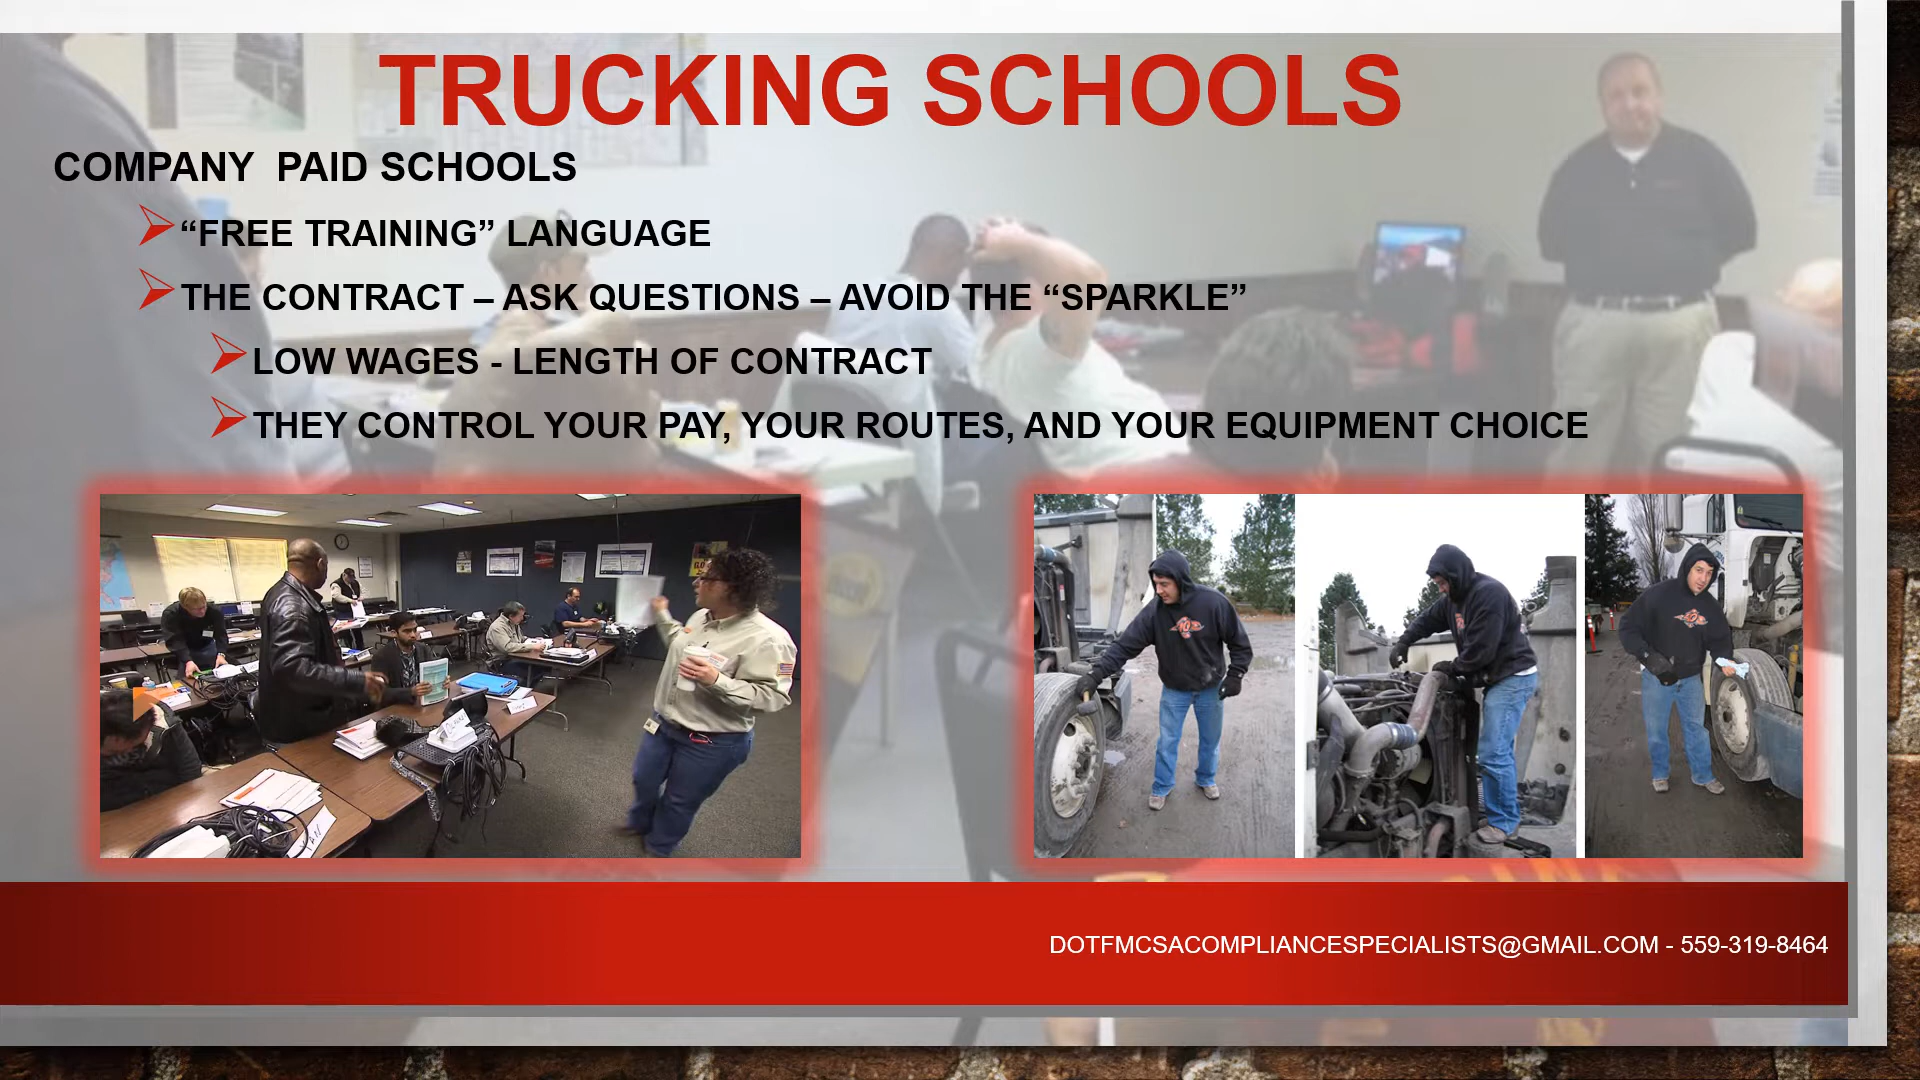 TRUCKING SCHOOLS
COMPANY PAID SCHOOLS
“FREE TRAINING” LANGUAGE
THE CONTRACT – ASK QUESTIONS – AVOID THE “SPARKLE”
LOW WAGES - LENGTH OF CONTRACT
THEY CONTROL YOUR PAY, YOUR ROUTES, AND YOUR EQUIPMENT CHOICE
DOTFMCSACOMPLIANCESPECIALISTS@GMAIL.COM - 559-319-8464